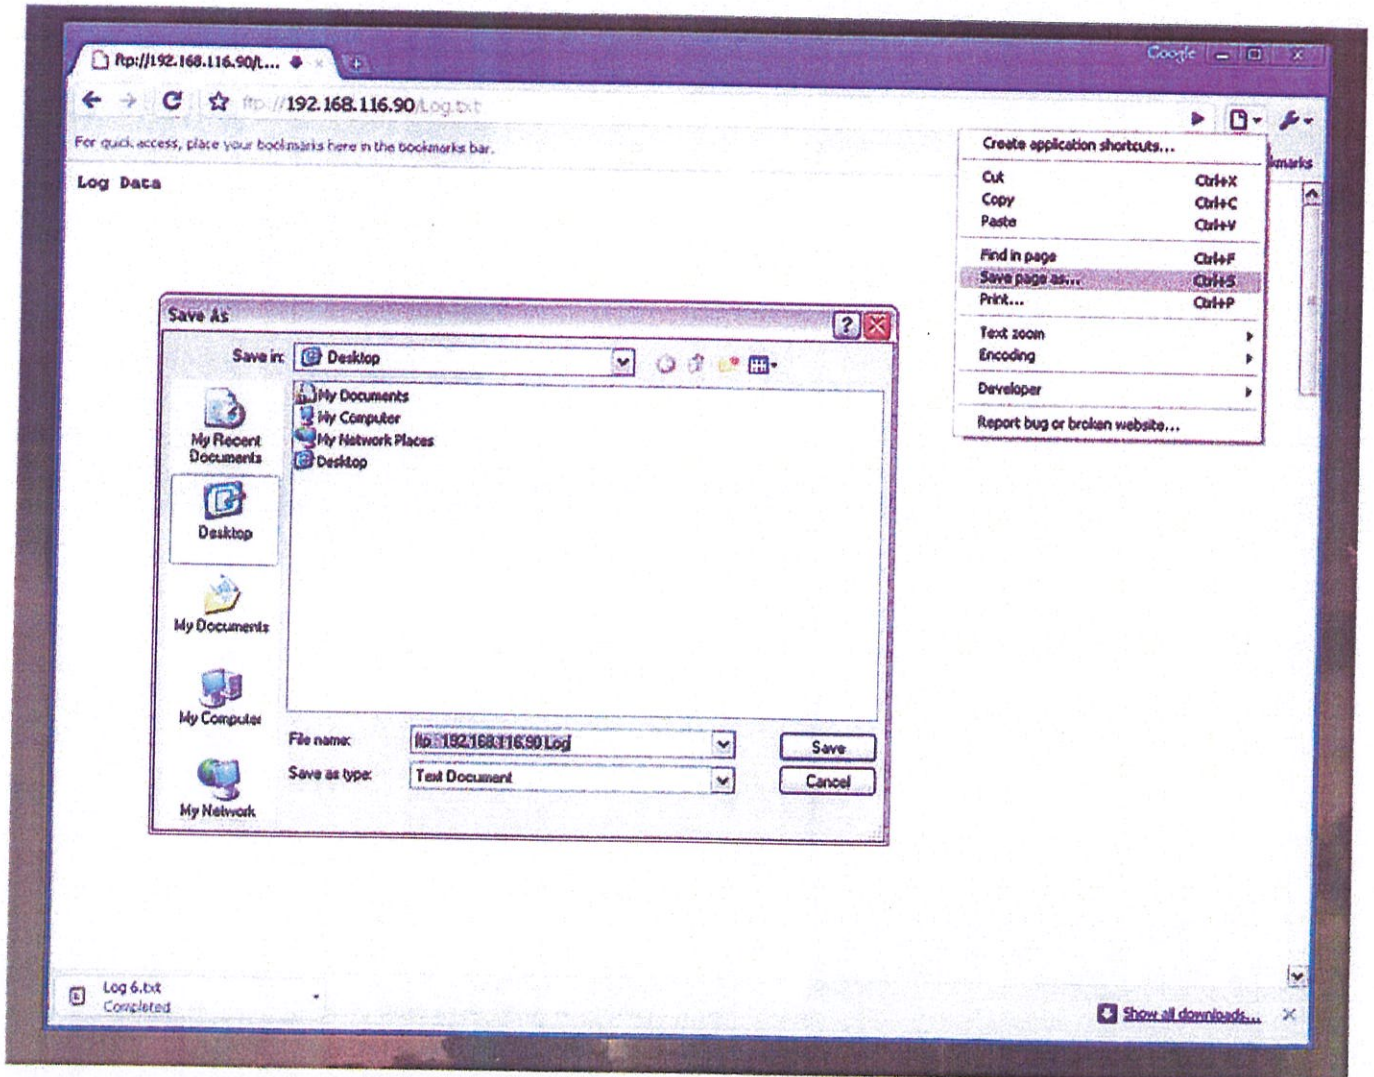 ftp://192.168.116.90/L...
Google
ftp://192.168.116.90/Log.txt
For quick access, place your bookmarks here in the bookmarks bar.
kmarks
Log Data
Create application shortcuts...
Cut Ctrl+X
Copy Ctrl+C
Paste Ctrl+V
Find in page Ctrl+F
Save page as... Ctrl+S
Print... Ctrl+P
Text zoom
Encoding
Developer
Report bug or broken website...
Save As
Save in: Desktop
My Documents
My Computer
My Network Places
Desktop
My Recent
Documents
Desktop
My Documents
My Computer
My Network
File name: ftp 192.168.116.90 Log
Save
Save as type: Text Document
Cancel
Log 6.txt
Completed
Show all downloads...